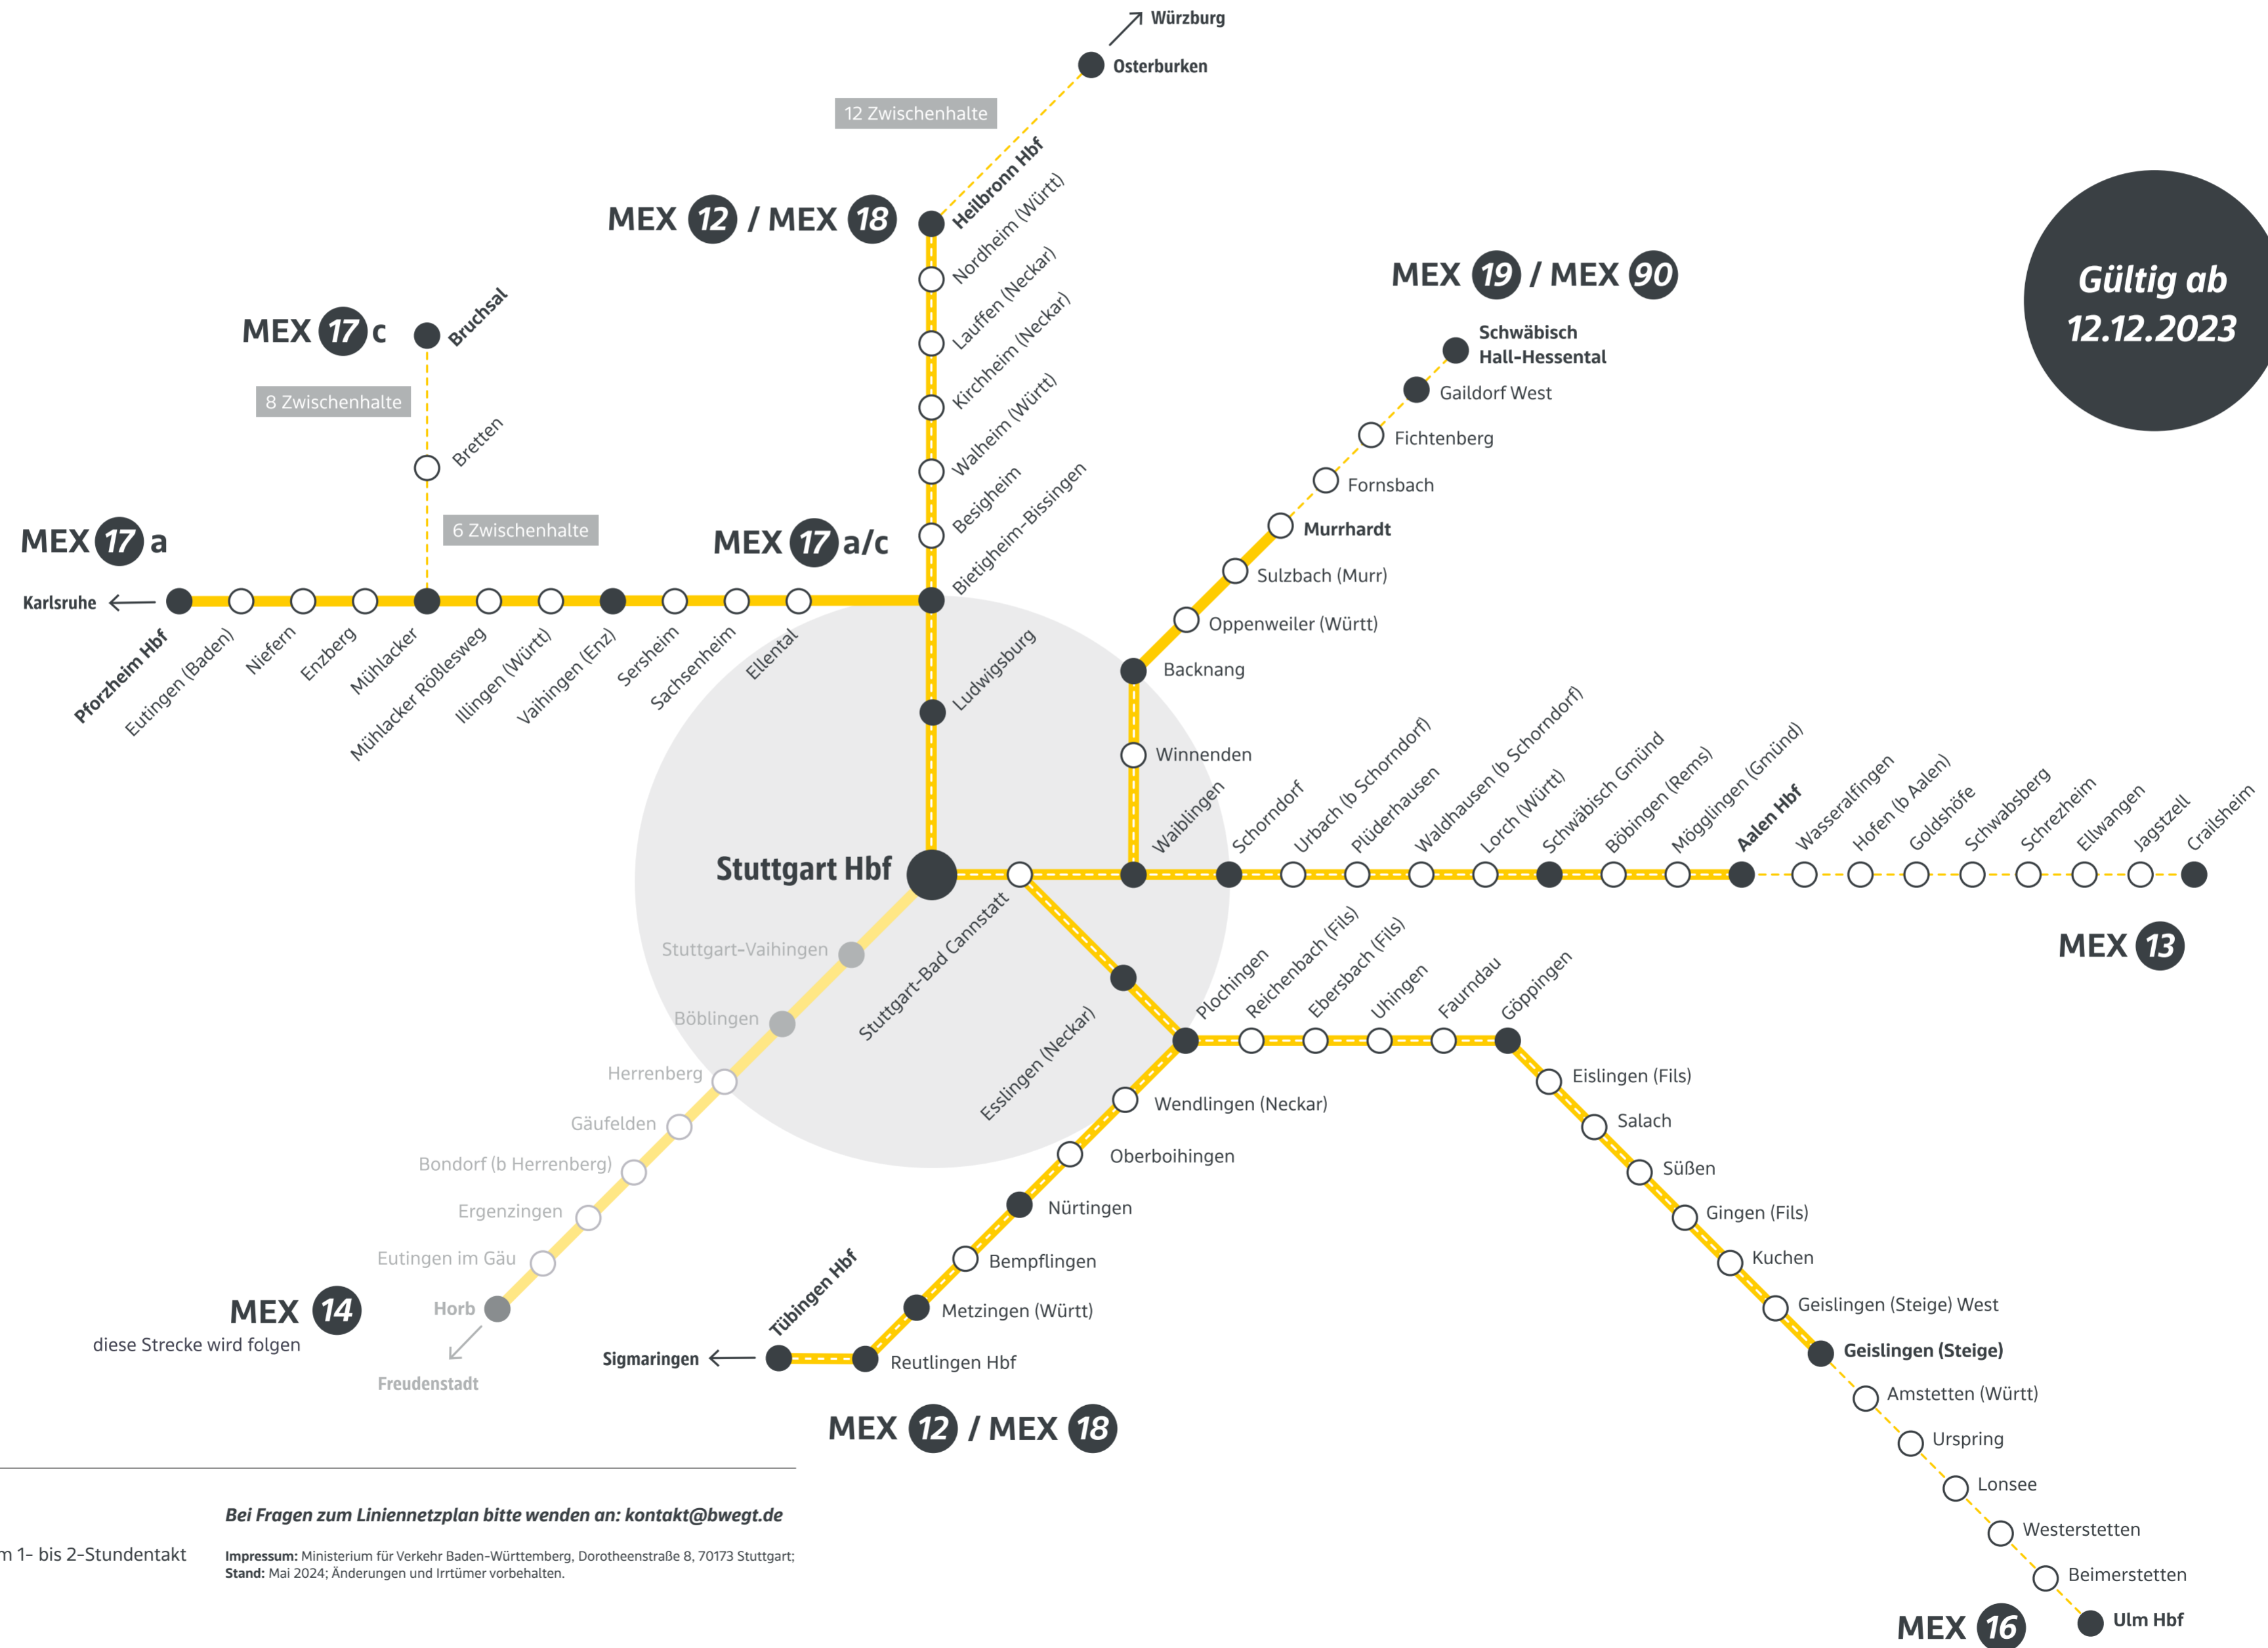 Würzburg
Osterburken
12 Zwischenhalte
Heilbronn Hbf
MEX 12 / MEX 18
Nordheim (Württ)
Lauffen (Neckar)
Kirchheim (Neckar)
Walheim (Württ)
Besigheim
Bietigheim-Bissingen
Ludwigsburg
MEX 17 c
Bruchsal
8 Zwischenhalte
Bretten
6 Zwischenhalte
MEX 17 a
MEX 17 a/c
Karlsruhe
Pforzheim Hbf
Eutingen (Baden)
Niefern
Enzberg
Mühlacker
Mühlacker Rößlesweg
Illingen (Württ)
Vaihingen (Enz)
Sersheim
Sachsenheim
Ellental
MEX 19 / MEX 90
Schwäbisch
Hall-Hessental
Gaildorf West
Fichtenberg
Fornsbach
Murrhardt
Sulzbach (Murr)
Oppenweiler (Württ)
Backnang
Winnenden
Gültig ab
12.12.2023
Stuttgart Hbf
Stuttgart-Bad Cannstatt
Waiblingen
Schorndorf
Urbach (b Schorndorf)
Plüderhausen
Waldhausen (b Schorndorf)
Lorch (Württ)
Schwäbisch Gmünd
Böbingen (Rems)
Mögglingen (Gmünd)
Aalen Hbf
Wasseralfingen
Hofen (b Aalen)
Goldshöfe
Schwabsberg
Schrezheim
Ellwangen
Jagstzell
Crailsheim
MEX 13
Stuttgart-Vaihingen
Böblingen
Herrenberg
Gäufelden
Bondorf (b Herrenberg)
Ergenzingen
Eutingen im Gäu
Horb
Freudenstadt
MEX 14
diese Strecke wird folgen
Esslingen (Neckar)
Plochingen
Reichenbach (Fils)
Ebersbach (Fils)
Uhingen
Faurndau
Göppingen
Eislingen (Fils)
Salach
Süßen
Gingen (Fils)
Kuchen
Geislingen (Steige) West
Geislingen (Steige)
Amstetten (Württ)
Urspring
Lonsee
Westerstetten
Beimerstetten
Ulm Hbf
MEX 16
Wendlingen (Neckar)
Oberboihingen
Nürtingen
Bempflingen
Metzingen (Württ)
Reutlingen Hbf
Tübingen Hbf
Sigmaringen
MEX 12 / MEX 18
Bei Fragen zum Liniennetzplan bitte wenden an: kontakt@bwegt.de
1- bis 2-Stundentakt
Impressum: Ministerium für Verkehr Baden-Württemberg, Dorotheenstraße 8, 70173 Stuttgart;
Stand: Mai 2024; Änderungen und Irrtümer vorbehalten.